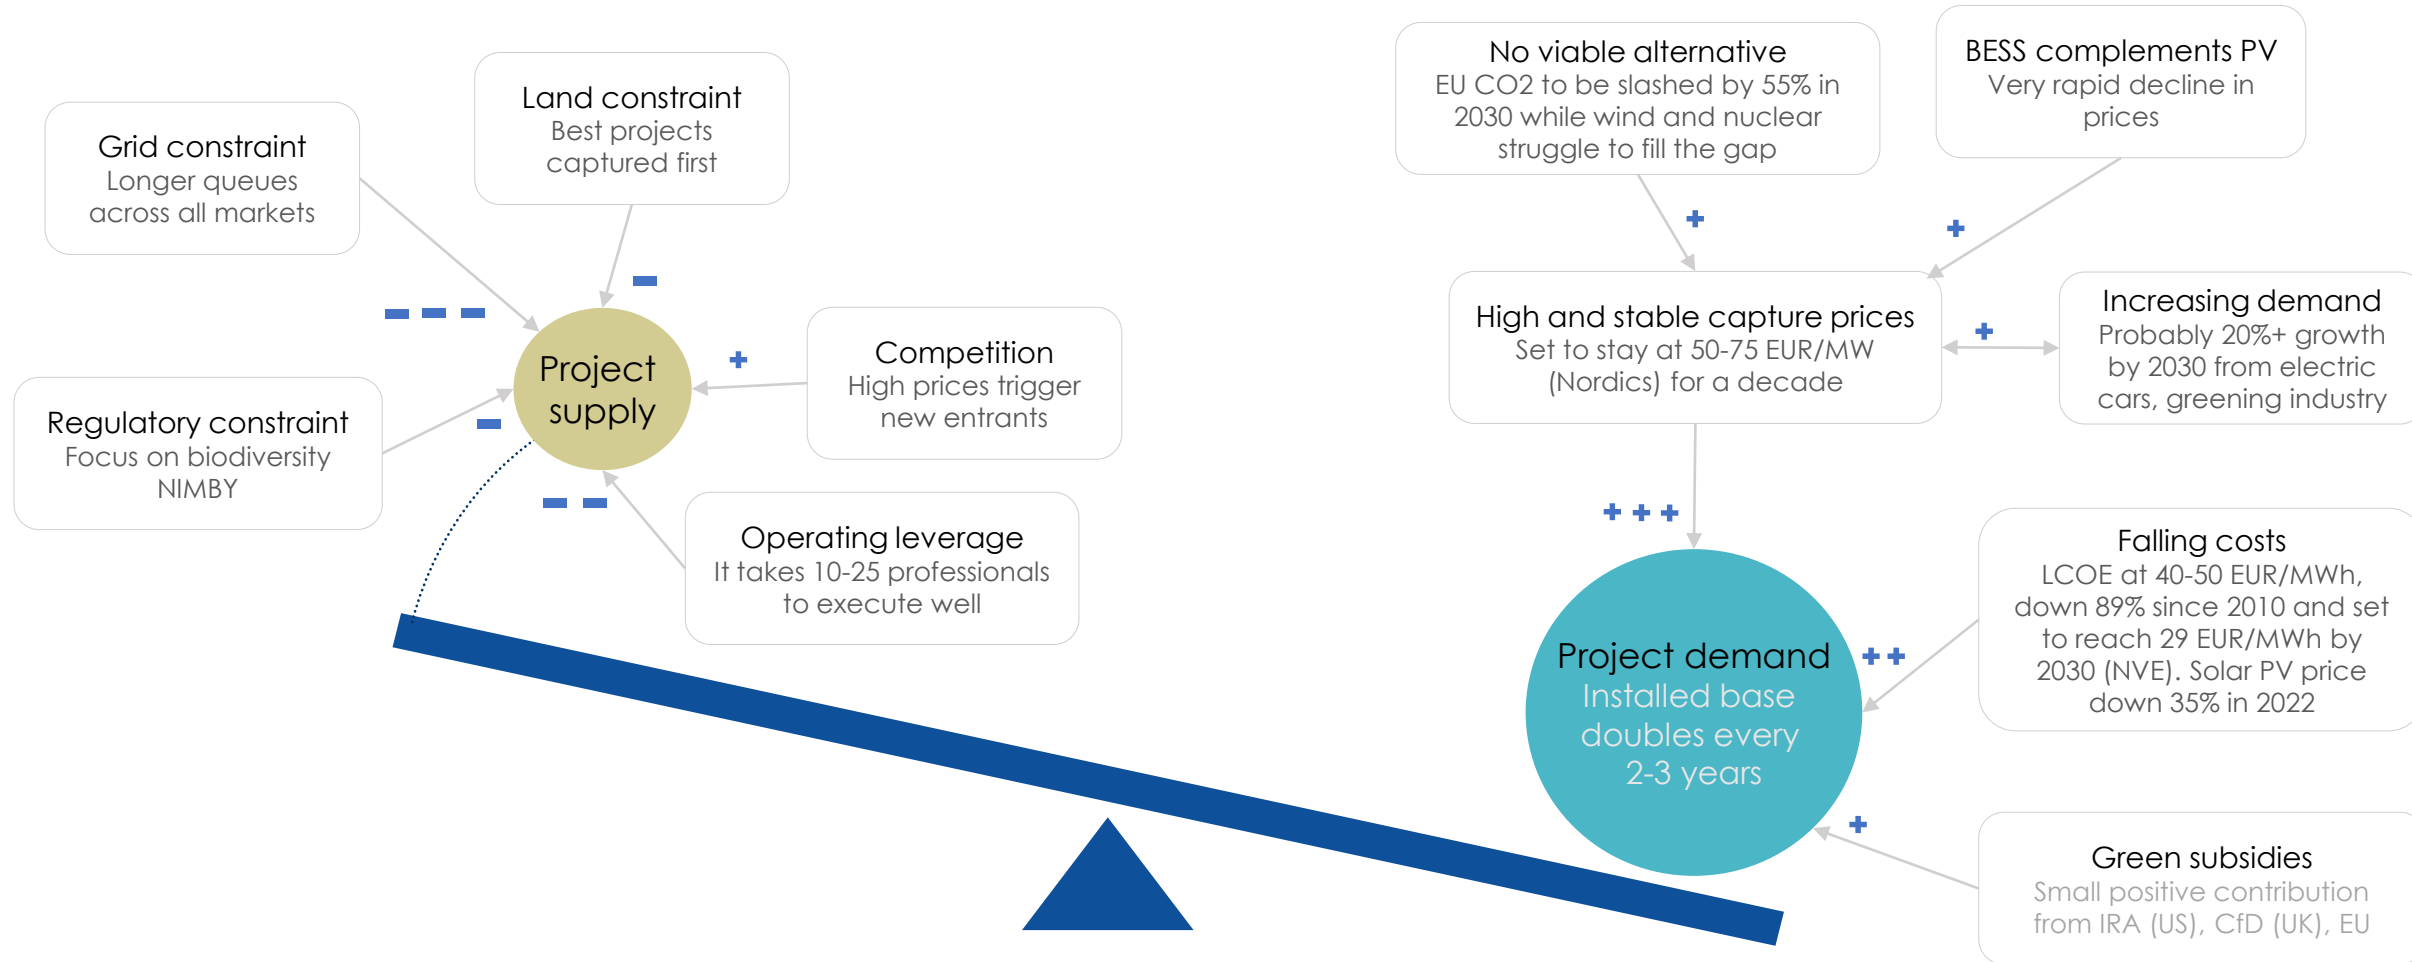 Grid constraint
Longer queues
across all markets
Land constraint
Best projects
captured first
Regulatory constraint
Focus on biodiversity
NIMBY
Project
supply
Competition
High prices trigger
new entrants
Operating leverage
It takes 10-25 professionals
to execute well
No viable alternative
EU CO2 to be slashed by 55% in
2030 while wind and nuclear
struggle to fill the gap
BESS complements PV
Very rapid decline in
prices
+
+
+
High and stable capture prices
Set to stay at 50-75 EUR/MW
(Nordics) for a decade
+
Increasing demand
Probably 20%+ growth
by 2030 from electric
cars, greening industry
+++
Project demand
Installed base
doubles every
2-3 years
++
Falling costs
LCOE at 40-50 EUR/MWh,
down 89% since 2010 and set
to reach 29 EUR/MWh by
2030 (NVE). Solar PV price
down 35% in 2022
+
Green subsidies
Small positive contribution
from IRA (US), CfD (UK), EU